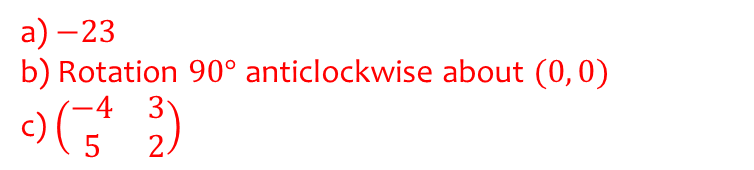 a) −23
b) Rotation 90° anticlockwise about (0, 0)
c) (−4 3
5 2)